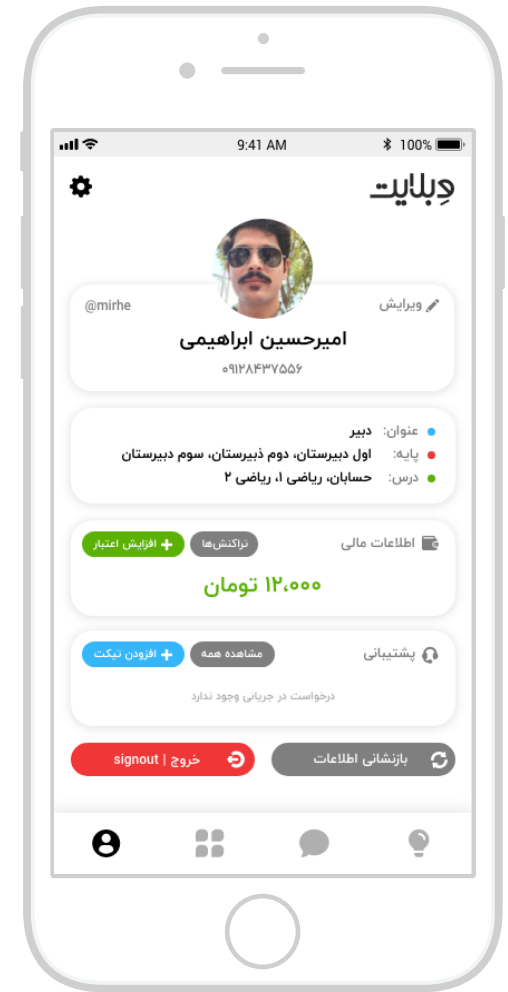 9:41 AM
100%
وبلایت
ویرایش
@mirhe
امیرحسین ابراهیمی
۰۹۱۲۸۴۳۷۵۵۶
عنوان: دبیر
پایه: اول دبیرستان، دوم ذبیرستان، سوم دبیرستان
درس: حسابان، ریاضی ۱، ریاضی ۲
اطلاعات مالی
تراکنش‌ها
افزایش اعتبار
۱۲،۰۰۰ تومان
پشتیبانی
مشاهده همه
افزودن تیکت
درخواست در جریانی وجود ندارد
بازنشانی اطلاعات
خروج | signout